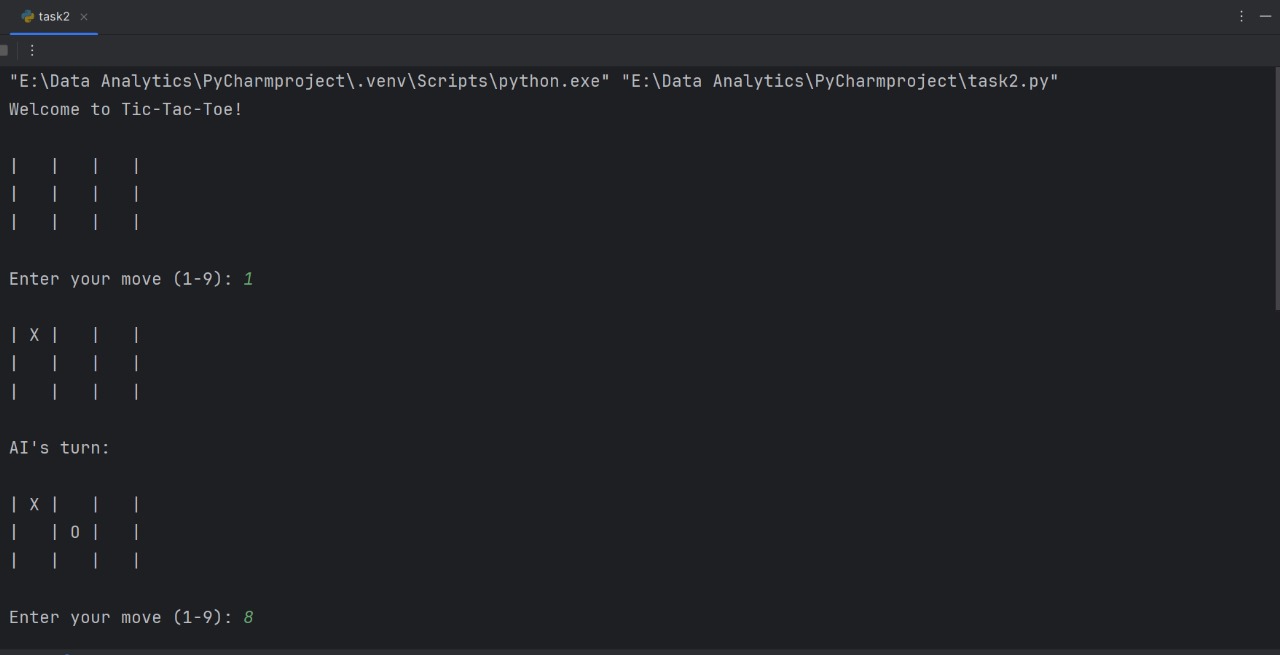 task2
"E:\Data Analytics\PyCharmproject\.venv\Scripts\python.exe" "E:\Data Analytics\PyCharmproject\task2.py"
Welcome to Tic-Tac-Toe!
|   |   |   |
|   |   |   |
|   |   |   |
Enter your move (1-9): 1
| X |   |   |
|   |   |   |
|   |   |   |
AI's turn:
| X |   |   |
|   | O |   |
|   |   |   |
Enter your move (1-9): 8